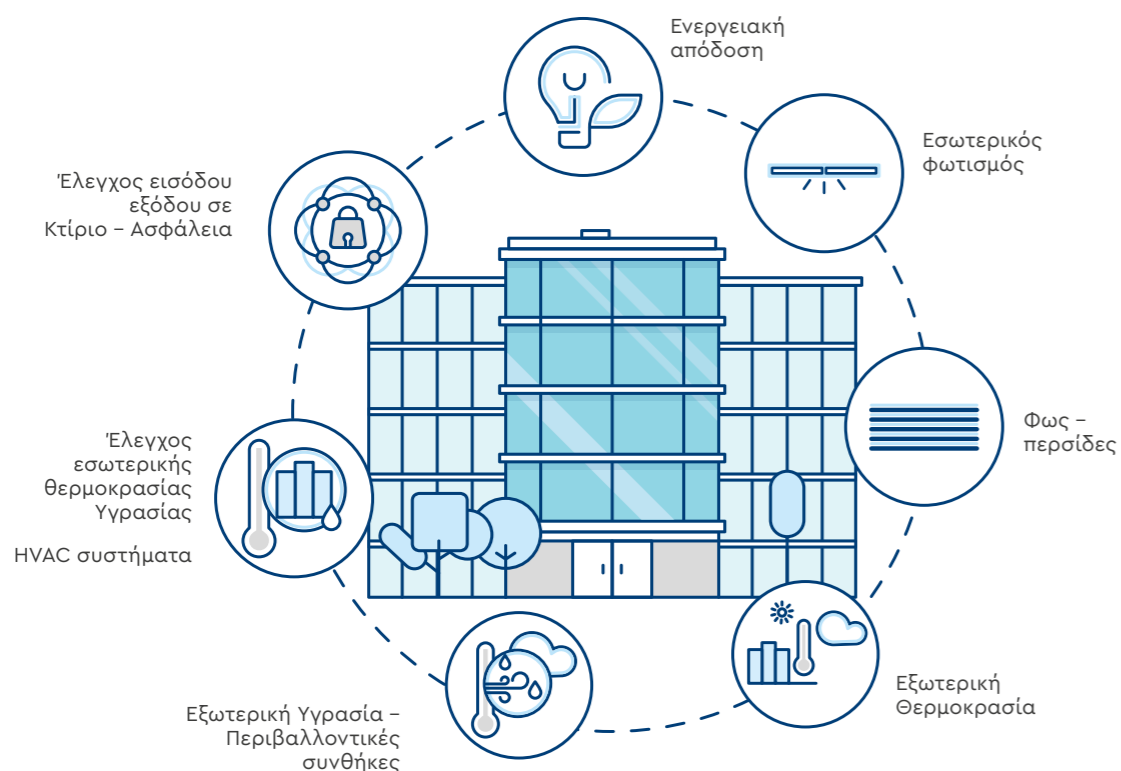 Ενεργειακή
απόδοση
Εσωτερικός
φωτισμός
Έλεγχος εισόδου
εξόδου σε
Κτίριο – Ασφάλεια
Φως –
περσίδες
Έλεγχος
εσωτερικής
θερμοκρασίας
Υγρασίας
HVAC συστήματα
Εξωτερική
Θερμοκρασία
Εξωτερική Υγρασία –
Περιβαλλοντικές
συνθήκες